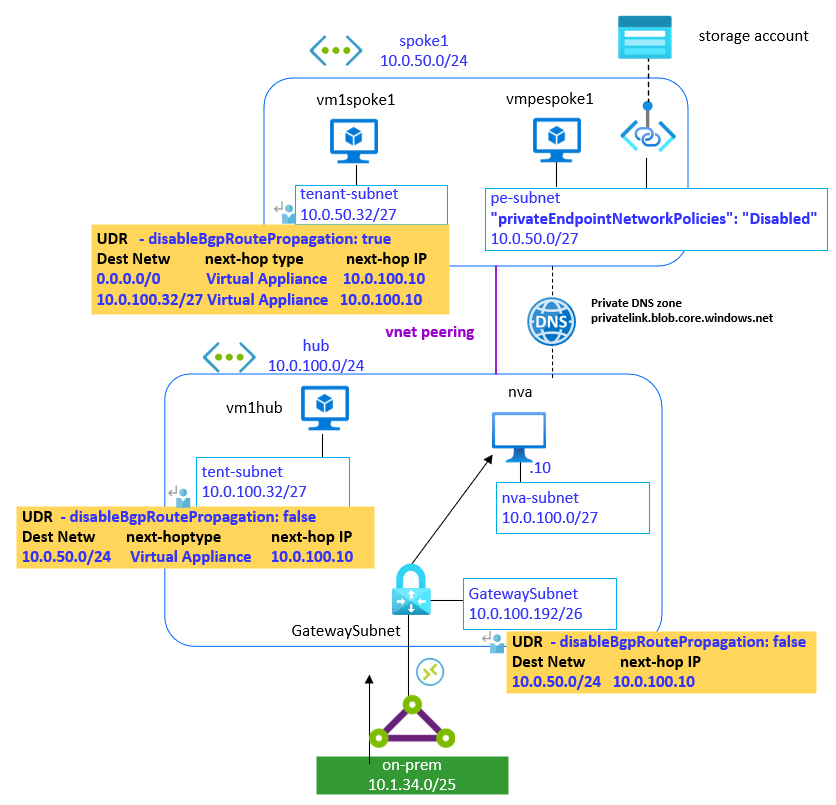 spoke1
10.0.50.0/24
storage account
vm1spoke1
vmpespoke1
tenant-subnet
10.0.50.32/27
pe-subnet
"privateEndpointNetworkPolicies": "Disabled"
10.0.50.0/27
UDR - disableBgpRoutePropagation: true
Dest Netw next-hop type next-hop IP
0.0.0.0/0 Virtual Appliance 10.0.100.10
10.0.100.32/27 Virtual Appliance 10.0.100.10
DNS
Private DNS zone
privatelink.blob.core.windows.net
vnet peering
hub
10.0.100.0/24
vm1hub
nva
.10
tent-subnet
10.0.100.32/27
nva-subnet
10.0.100.0/27
UDR - disableBgpRoutePropagation: false
Dest Netw next-hoptype next-hop IP
10.0.50.0/24 Virtual Appliance 10.0.100.10
GatewaySubnet
10.0.100.192/26
GatewaySubnet
UDR - disableBgpRoutePropagation: false
Dest Netw next-hop IP
10.0.50.0/24 10.0.100.10
on-prem
10.1.34.0/25